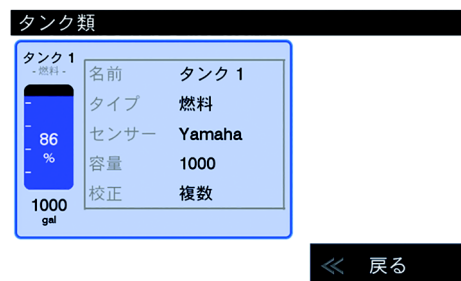 タンク類
タンク 1
- 燃料 -
86
%
1000
gal
名前 タンク 1
タイプ 燃料
センサー Yamaha
容量 1000
校正 複数
戻る